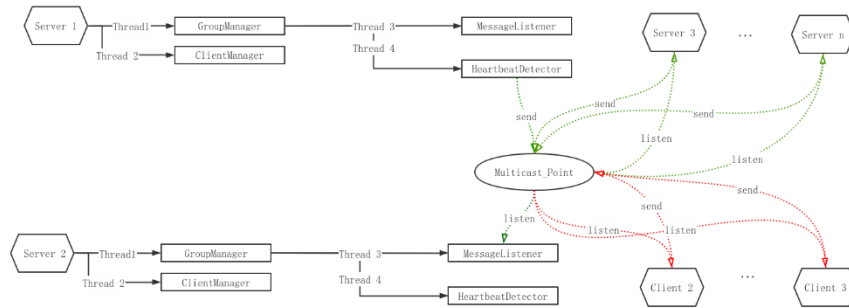 Server 1
Thread1
GroupManager
Thread 3
MessageListener
Server 3
...
Server n
Thread 2
ClientManager
Thread 4
HeartbeatDetector
send
send
send
listen
listen
Multicast_Point
send
send
listen
listen
listen
Server 2
Thread1
GroupManager
Thread 3
MessageListener
Thread 2
ClientManager
Thread 4
HeartbeatDetector
Client 2
...
Client 3